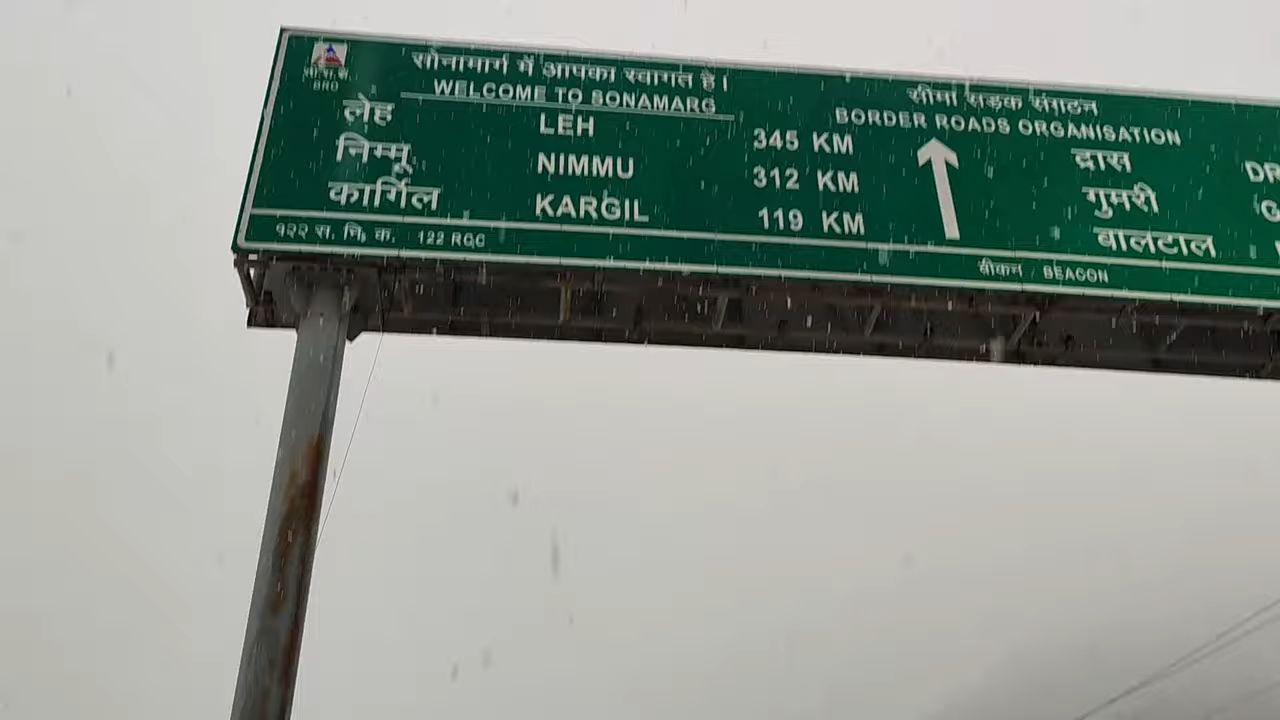 सी.स.सं.
BRO
सोनामार्ग में आपका स्वागत है।
WELCOME TO SONAMARG
लेह LEH 345 KM
निम्मू NIMMU 312 KM
कार्गिल KARGIL 119 KM
१२२ स. नि. क. 122 RCC
सीमा सड़क संगठन
BORDER ROADS ORGANISATION
द्रास DR
गुमरी
बालटाल
बीकन / BEACON